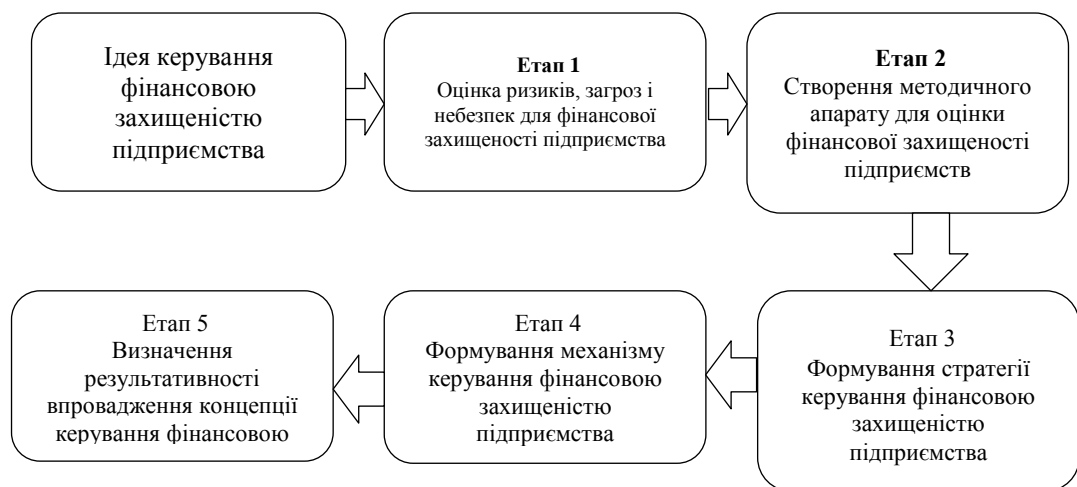 Ідея керування
фінансовою
захищеністю
підприємства
Етап 1
Оцінка ризиків, загроз і
небезпек для фінансової
захищеності підприємства
Етап 2
Створення методичного
апарату для оцінки
фінансової захищеності
підприємств
Етап 3
Формування стратегії
керування фінансовою
захищеністю
підприємства
Етап 4
Формування механізму
керування фінансовою
захищеністю
підприємства
Етап 5
Визначення
результативності
впровадження концепції
керування фінансовою